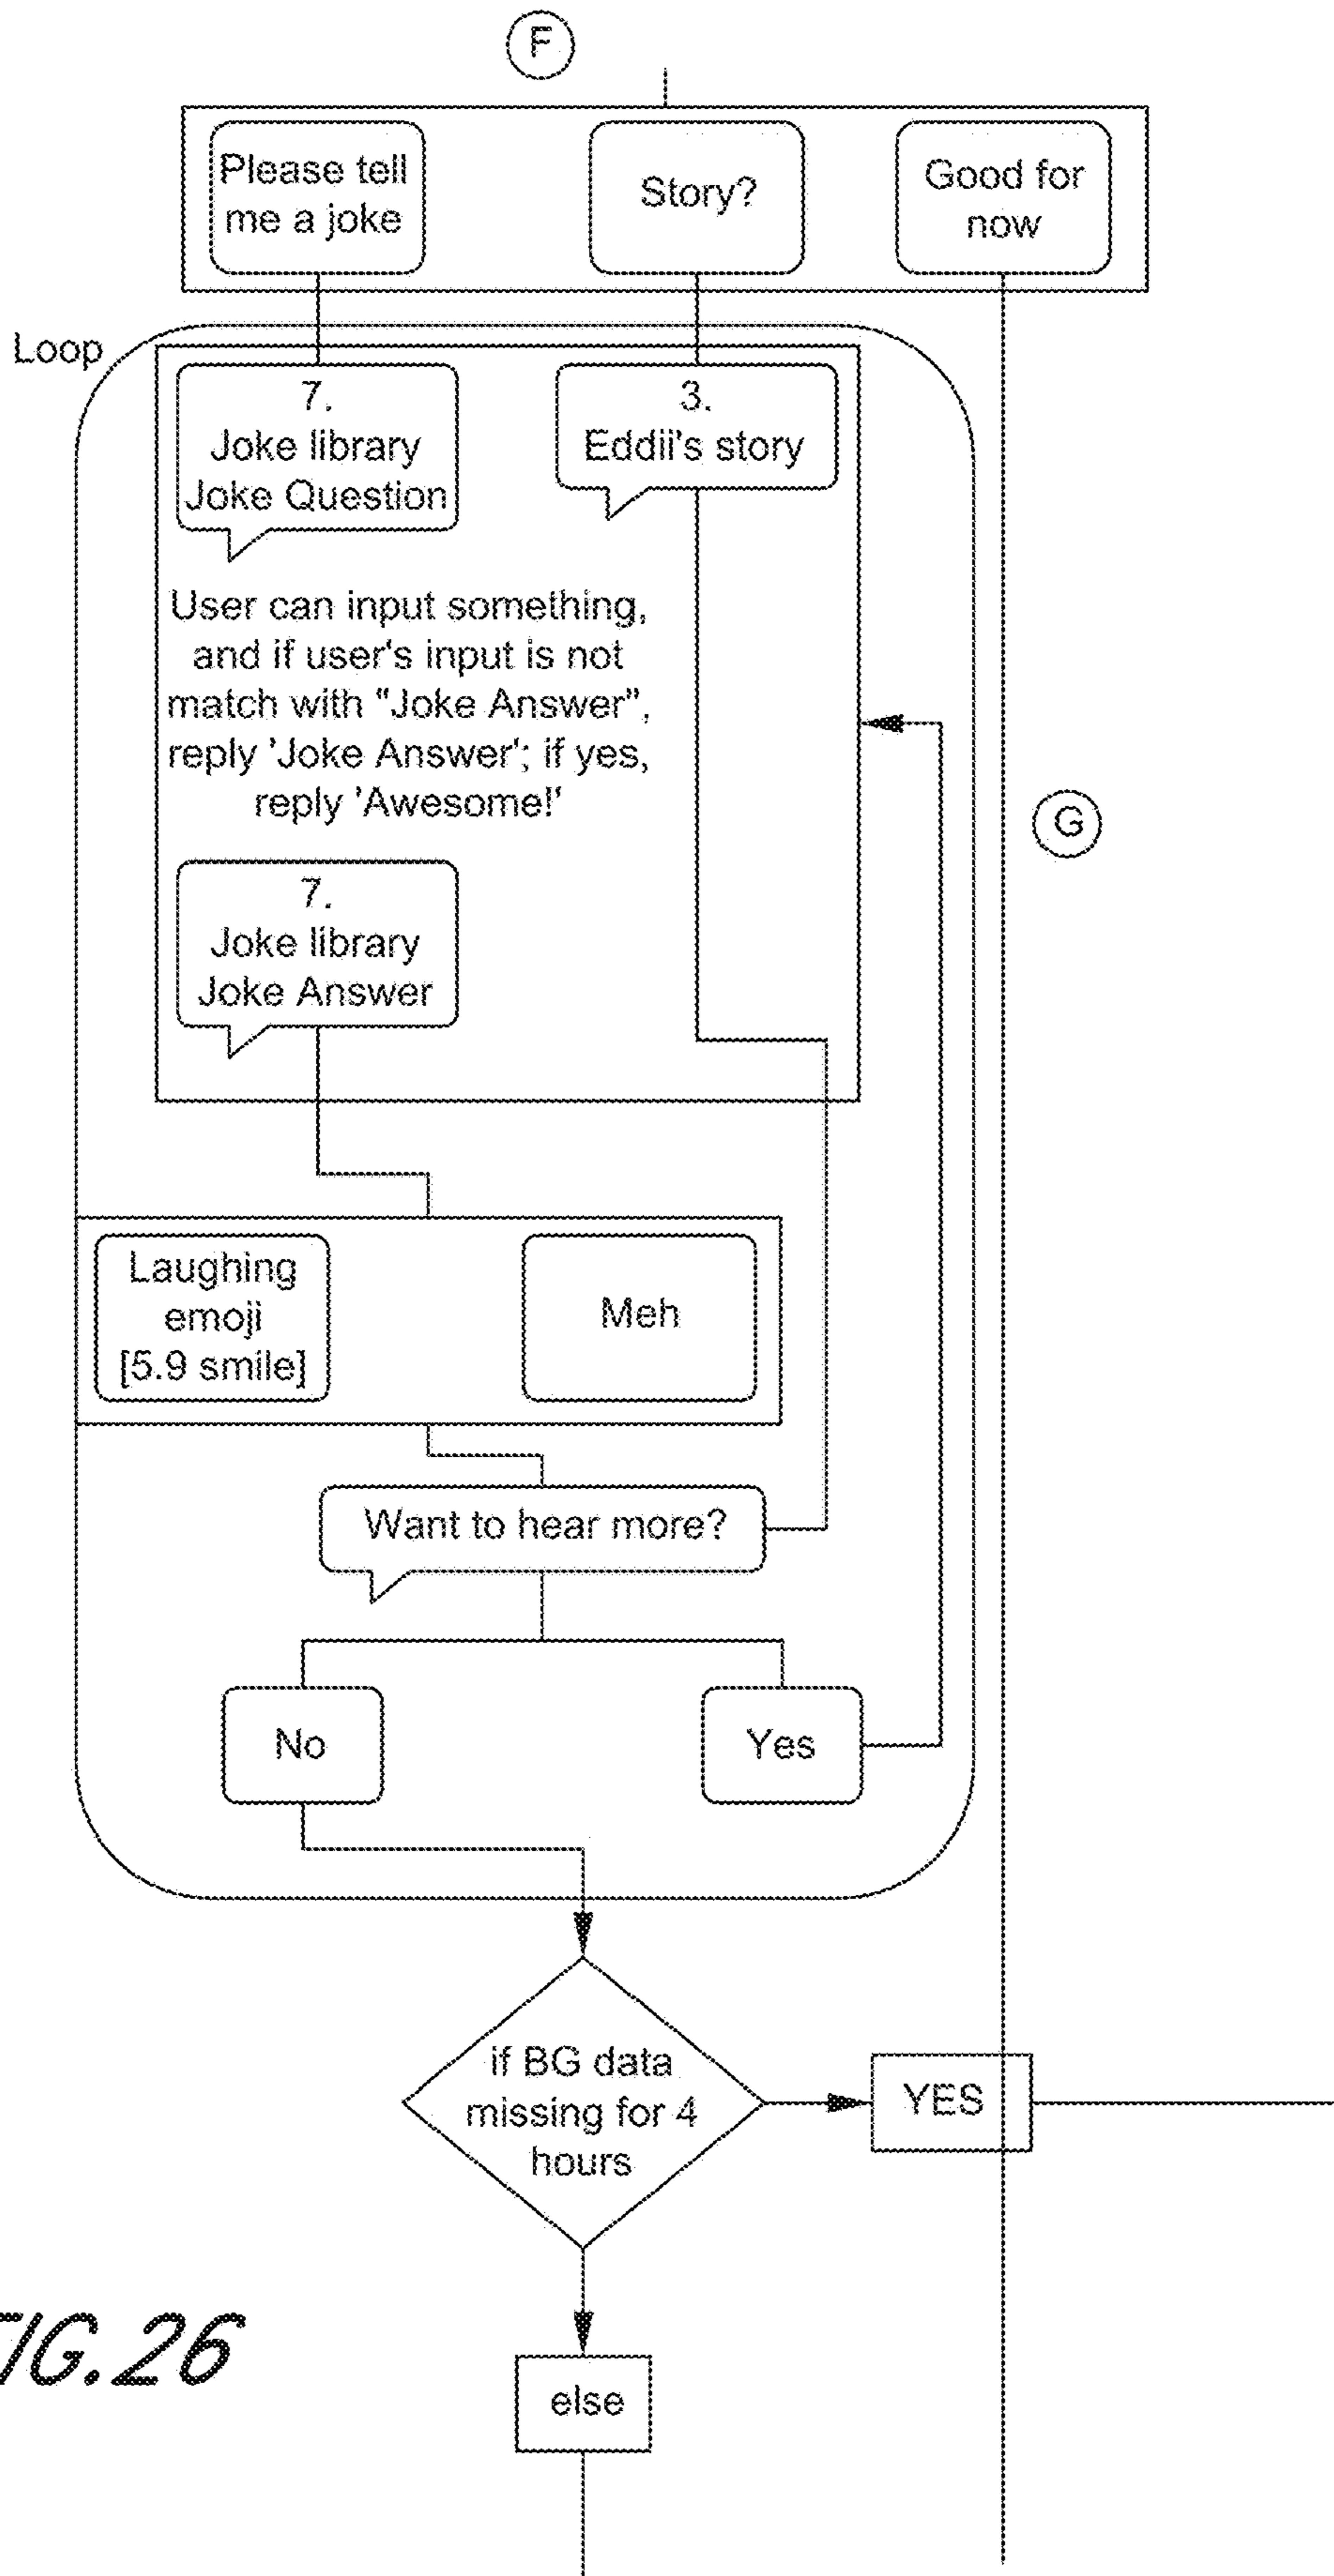 F
Please tell
me a joke
Story?
Good for
now
Loop
7.
Joke library
Joke Question
3.
Eddii's story
User can input something,
and if user's input is not
match with "Joke Answer",
reply 'Joke Answer'; if yes,
reply 'Awesome!'
G
7.
Joke library
Joke Answer
Laughing
emoji
[5.9 smile]
Meh
Want to hear more?
No
Yes
if BG data
missing for 4
hours
YES
else
FIG. 26